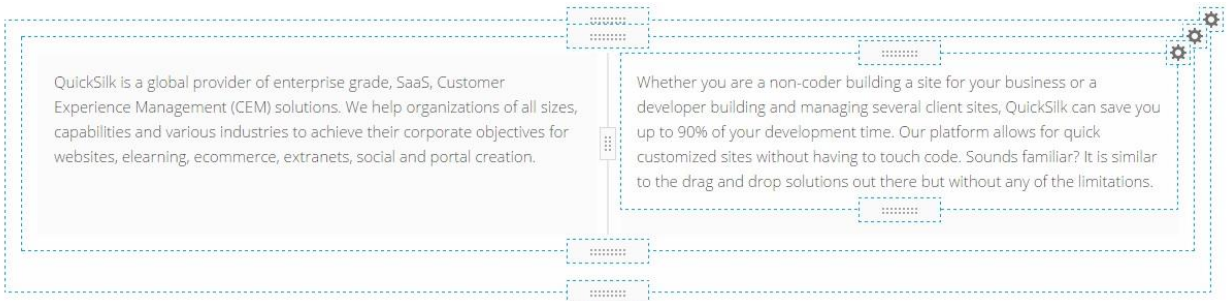 QuickSilk is a global provider of enterprise grade, SaaS, Customer
Experience Management (CEM) solutions. We help organizations of all sizes,
capabilities and various industries to achieve their corporate objectives for
websites, elearning, ecommerce, extranets, social and portal creation.
Whether you are a non-coder building a site for your business or a
developer building and managing several client sites, QuickSilk can save you
up to 90% of your development time. Our platform allows for quick
customized sites without having to touch code. Sounds familiar? It is similar
to the drag and drop solutions out there but without any of the limitations.